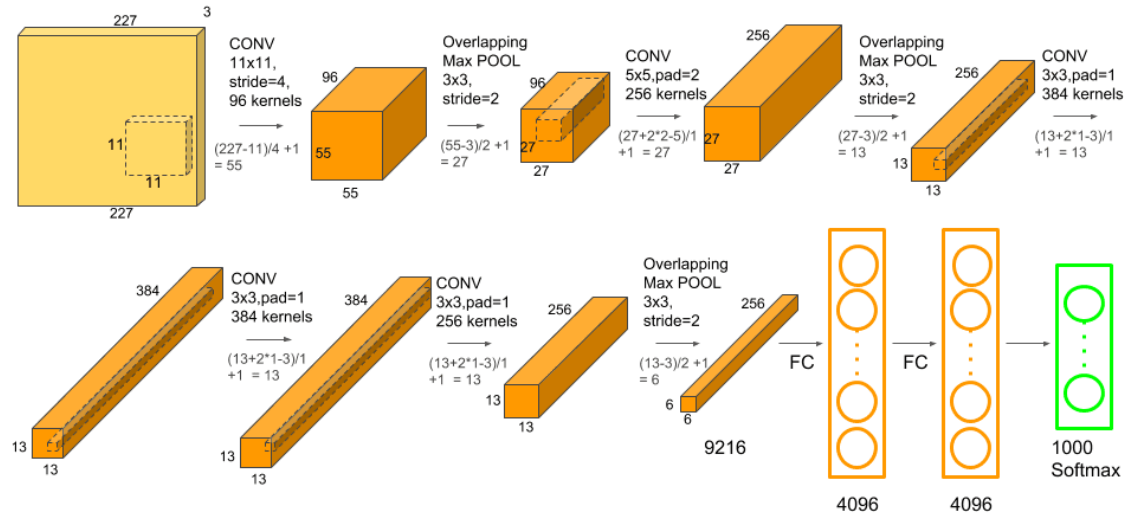 227
3
11
11
227
CONV
11x11,
stride=4,
96 kernels
(227-11)/4 +1
= 55
96
55
55
Overlapping
Max POOL
3x3,
stride=2
(55-3)/2 +1
= 27
96
27
27
CONV
5x5,pad=2
256 kernels
(27+2*2-5)/1
+1 = 27
256
27
27
Overlapping
Max POOL
3x3,
stride=2
(27-3)/2 +1
= 13
256
13
13
CONV
3x3,pad=1
384 kernels
(13+2*1-3)/1
+1 = 13
384
13
13
CONV
3x3,pad=1
384 kernels
(13+2*1-3)/1
+1 = 13
384
13
13
CONV
3x3,pad=1
256 kernels
(13+2*1-3)/1
+1 = 13
256
13
13
Overlapping
Max POOL
3x3,
stride=2
(13-3)/2 +1
= 6
256
6
6
9216
FC
4096
FC
4096
1000
Softmax